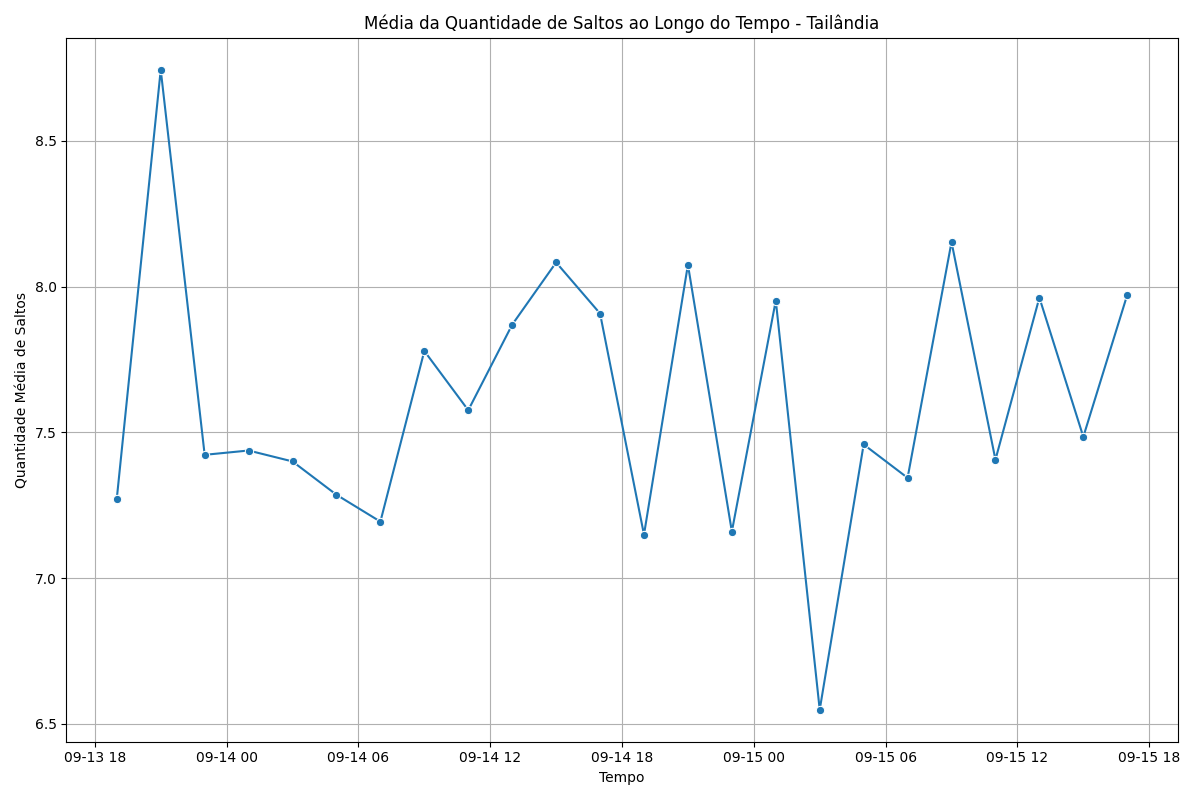 Média da Quantidade de Saltos ao Longo do Tempo - Tailândia
Quantidade Média de Saltos
8.5
8.0
7.5
7.0
6.5
09-13 18 09-14 00 09-14 06 09-14 12 09-14 18 09-15 00 09-15 06 09-15 12 09-15 18
Tempo